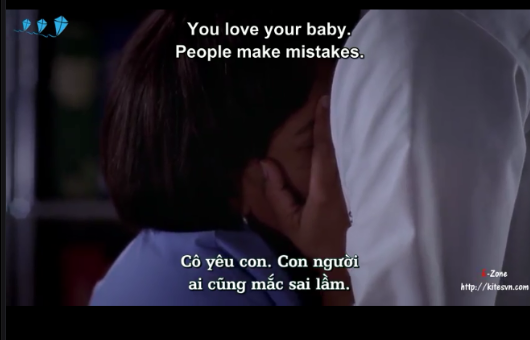 You love your baby.
People make mistakes.
Cô yêu con. Con người
ai cũng mắc sai lầm.
-Zone
http://kitesvn.com